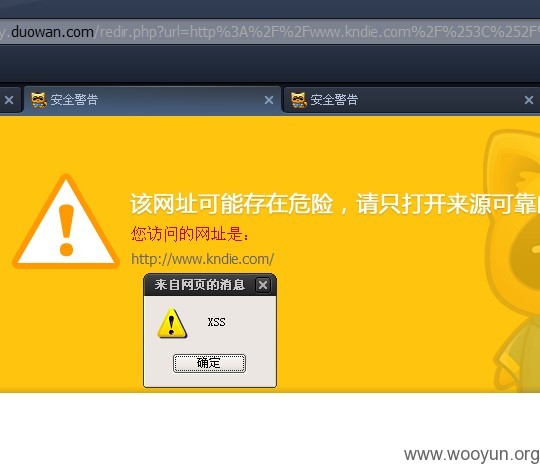 y.duowan.com/redir.php?url=http%3A%2F%2Fwww.kndie.com%2F%253C%252F
安全警告
安全警告
该网址可能存在危险，请只打开来源可靠的
您访问的网址是：
http://www.kndie.com/
来自网页的消息
XSS
确定
www.wooyun.org